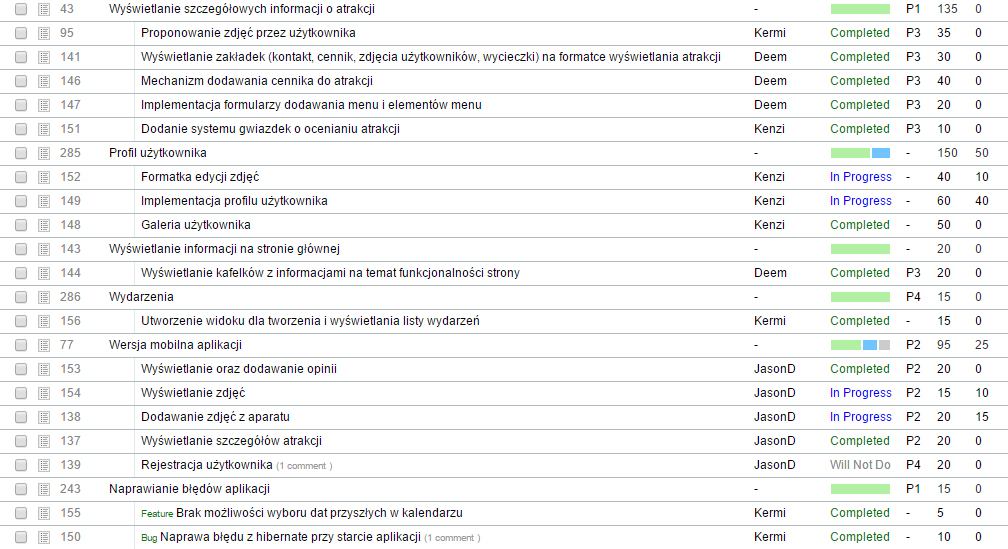 43 Wyświetlanie szczegółowych informacji o atrakcji - P1 135 0
95 Proponowanie zdjęć przez użytkownika Kermi Completed P3 35 0
141 Wyświetlanie zakładek (kontakt, cennik, zdjęcia użytkowników, wycieczki) na formatce wyświetlania atrakcji Deem Completed P3 30 0
146 Mechanizm dodawania cennika do atrakcji Deem Completed P3 40 0
147 Implementacja formularzy dodawania menu i elementów menu Deem Completed P3 20 0
151 Dodanie systemu gwiazdek o ocenianiu atrakcji Kenzi Completed P3 10 0
285 Profil użytkownika - - 150 50
152 Formatka edycji zdjęć Kenzi In Progress - 40 10
149 Implementacja profilu użytkownika Kenzi In Progress - 60 40
148 Galeria użytkownika Kenzi Completed - 50 0
143 Wyświetlanie informacji na stronie głównej - - 20 0
144 Wyświetlanie kafelków z informacjami na temat funkcjonalności strony Deem Completed P3 20 0
286 Wydarzenia - P4 15 0
156 Utworzenie widoku dla tworzenia i wyświetlania listy wydarzeń Kermi Completed - 15 0
77 Wersja mobilna aplikacji - P2 95 25
153 Wyświetlanie oraz dodawanie opinii JasonD Completed P2 20 0
154 Wyświetlanie zdjęć JasonD In Progress P2 15 10
138 Dodawanie zdjęć z aparatu JasonD In Progress P2 20 15
137 Wyświetlanie szczegółów atrakcji JasonD Completed P2 20 0
139 Rejestracja użytkownika (1 comment ) JasonD Will Not Do P4 20 0
243 Naprawianie błędów aplikacji - P1 15 0
155 Feature Brak możliwości wyboru dat przyszłych w kalendarzu Kermi Completed - 5 0
150 Bug Naprawa błędu z hibernate przy starcie aplikacji (1 comment ) Kermi Completed - 10 0